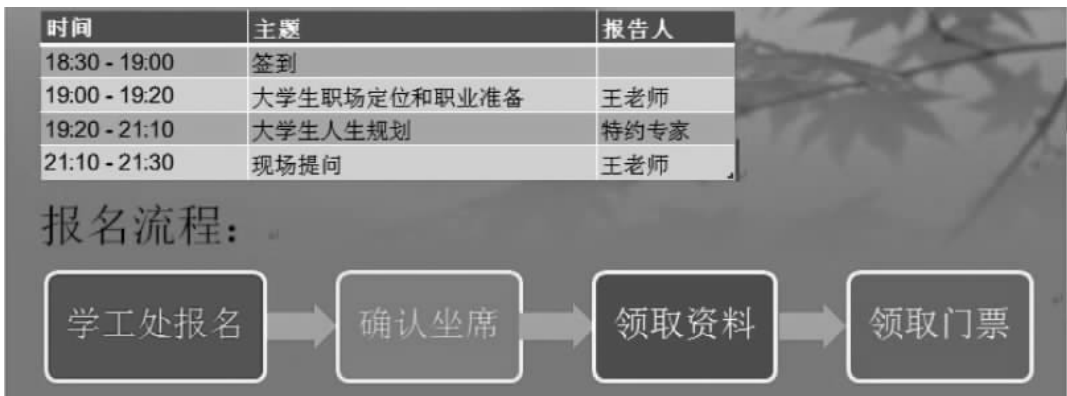 时间 主题 报告人
18:30 - 19:00 签到
19:00 - 19:20 大学生职场定位和职业准备 王老师
19:20 - 21:10 大学生人生规划 特约专家
21:10 - 21:30 现场提问 王老师
报名流程：
学工处报名 确认坐席 领取资料 领取门票